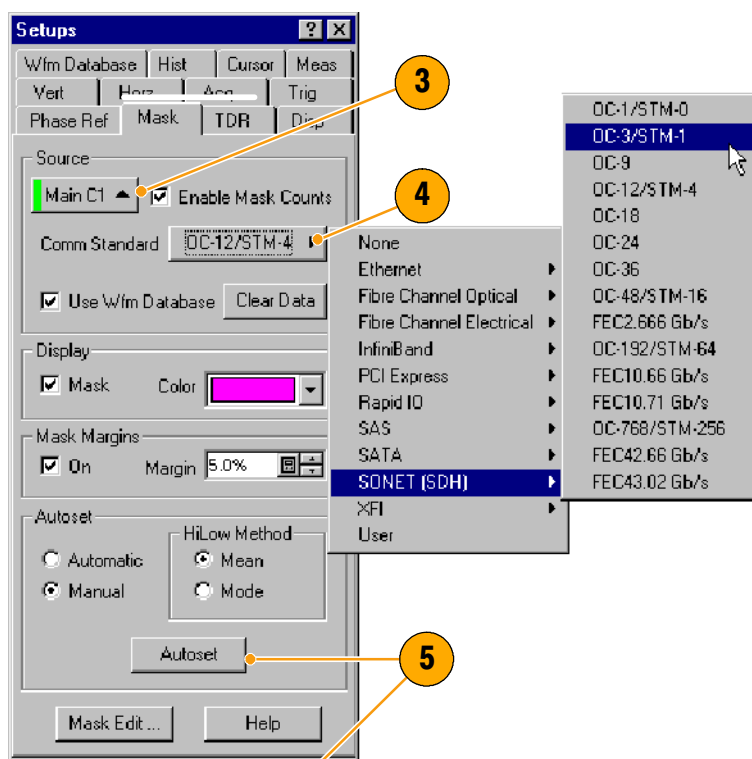 Setups
Wfm Database Hist Cursor Meas
Vert Horz Acq Trig
Phase Ref Mask TDR Disp
3
Source
Main C1 Enable Mask Counts
4
Comm Standard OC-12/STM-4
Use Wfm Database Clear Data
Display
Mask Color
Mask Margins
On Margin 5.0%
Autoset
HiLow Method
Automatic Mean
Manual Mode
Autoset
5
Mask Edit ... Help
None
Ethernet
Fibre Channel Optical
Fibre Channel Electrical
InfiniBand
PCI Express
Rapid IO
SAS
SATA
SONET (SDH)
XFI
User
OC-1/STM-0
OC-3/STM-1
OC-9
OC-12/STM-4
OC-18
OC-24
OC-36
OC-48/STM-16
FEC2.666 Gb/s
OC-192/STM-64
FEC10.66 Gb/s
FEC10.71 Gb/s
OC-768/STM-256
FEC42.66 Gb/s
FEC43.02 Gb/s